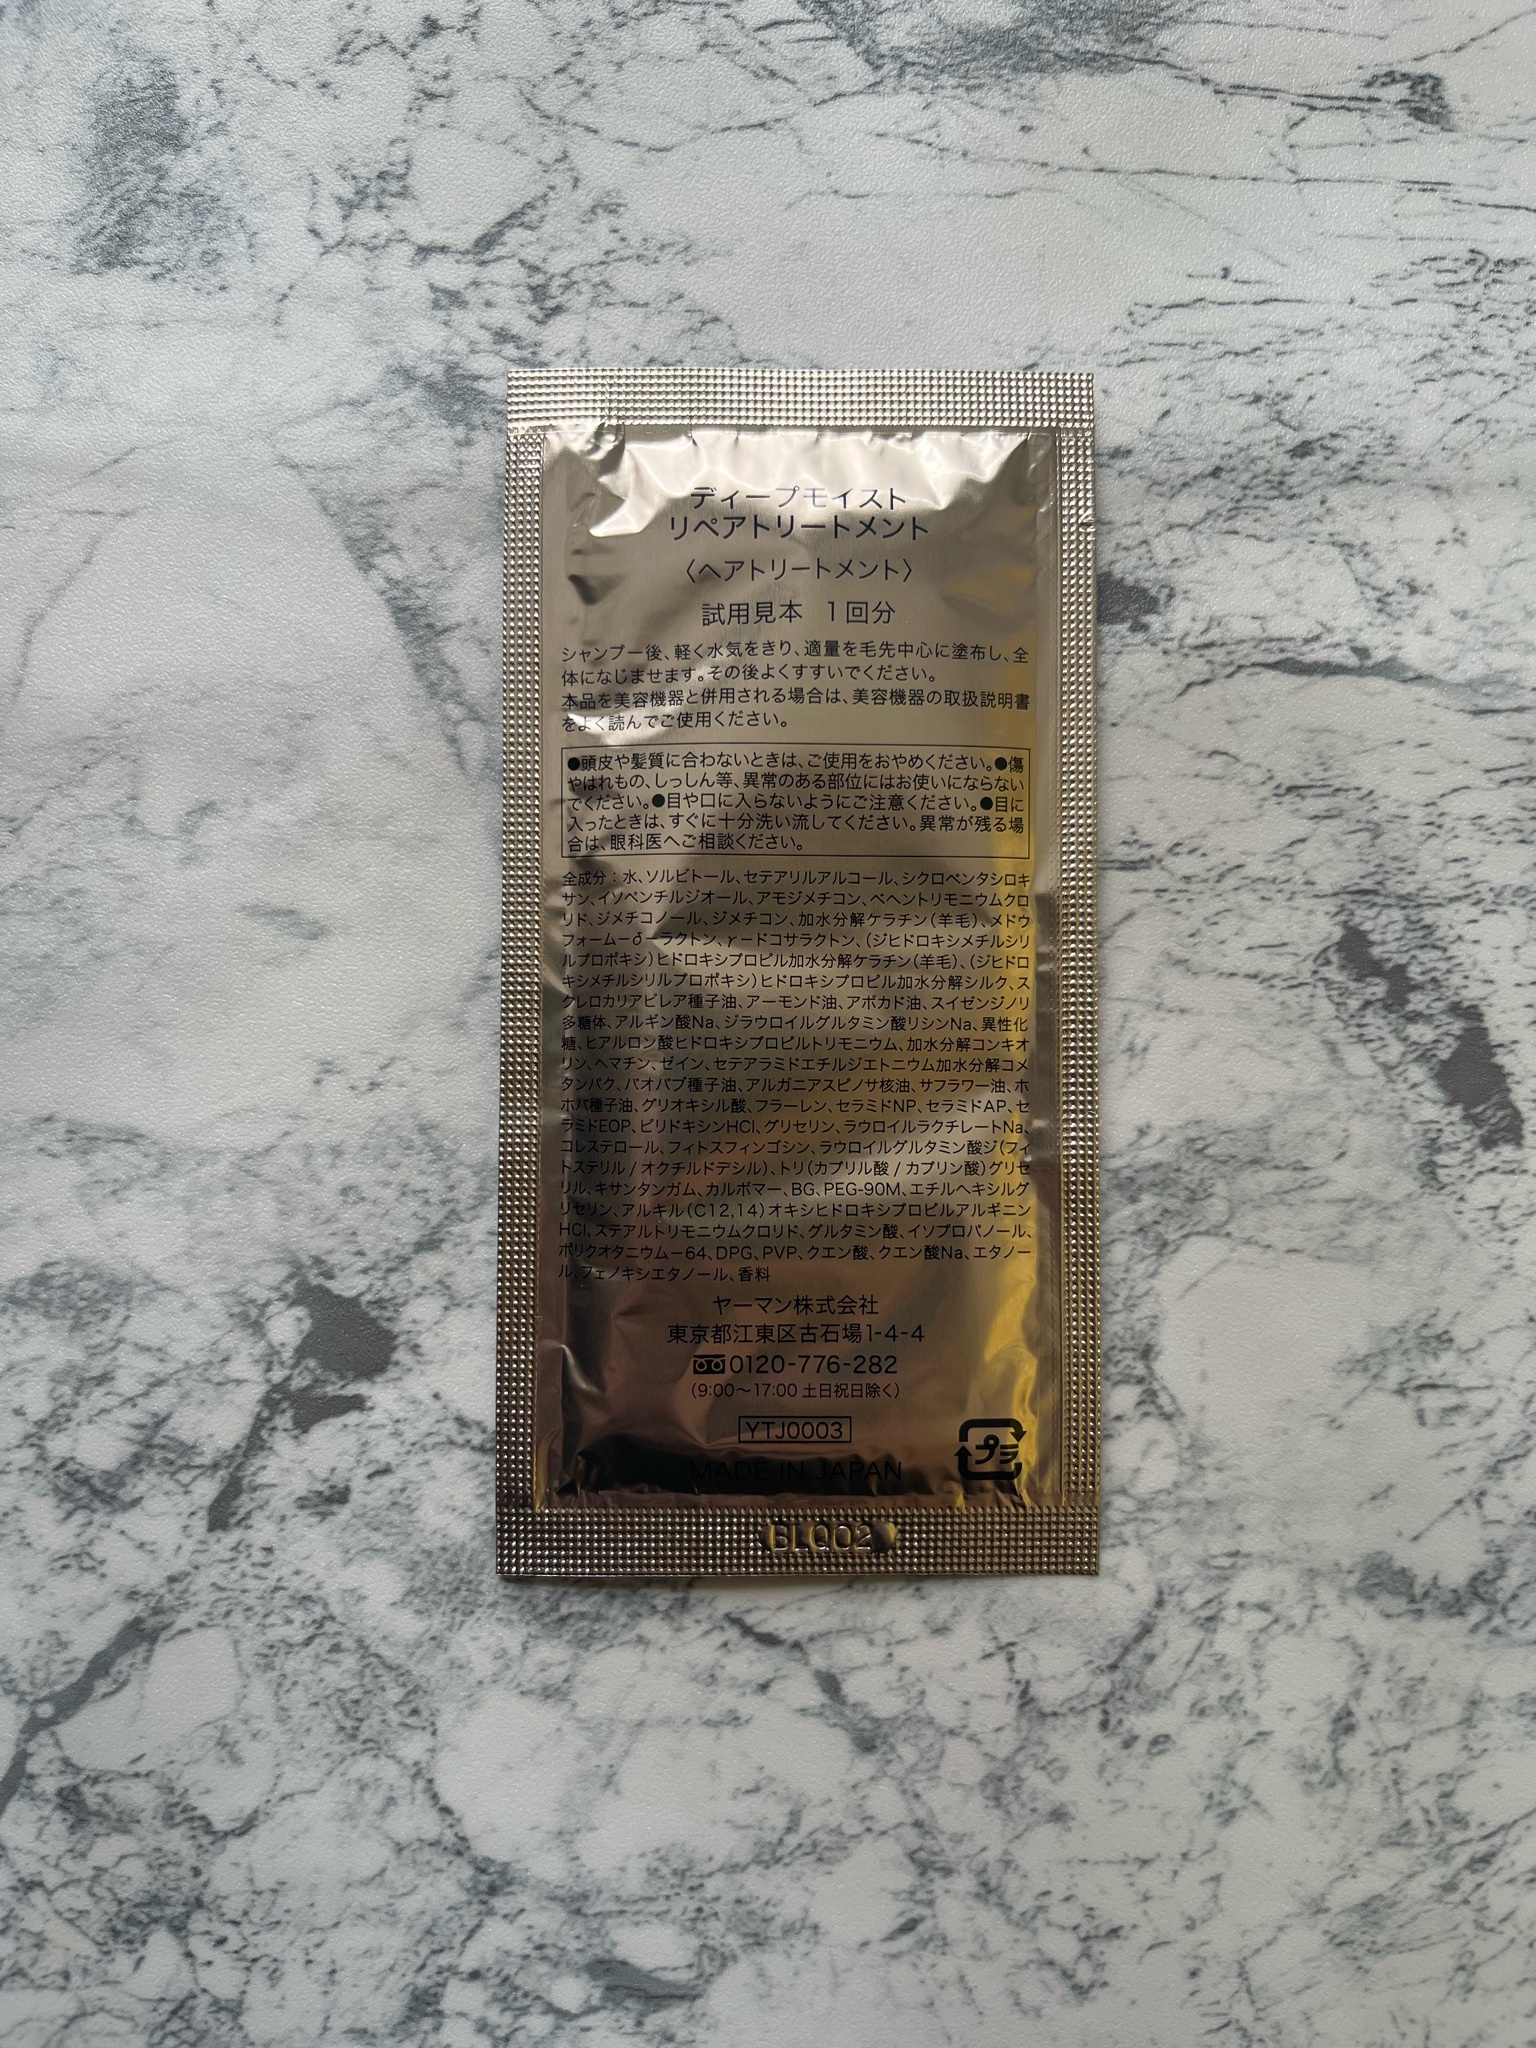 ディープモイスト
リペアトリートメント
〈ヘアトリートメント〉
試用見本 1回分
シャンプー後、軽く水気をきり、適量を毛先中心に塗布し、全
体になじませます。その後よくすすいでください。
本品を美容機器と併用される場合は、美容機器の取扱説明書
をよく読んでご使用ください。
●頭皮や髪質に合わないときは、ご使用をおやめください。●傷
やはれもの、しっしん等、異常のある部位にはお使いにならない
でください。●目や口に入らないようにご注意ください。●目に
入ったときは、すぐに十分洗い流してください。異常が残る場
合は、眼科医へご相談ください。
全成分：水、ソルビトール、セテアリルアルコール、シクロペンタシロキ
サン、イソペンチルジオール、アモジメチコン、ベヘントリモニウムクロ
リド、ジメチコノール、ジメチコン、加水分解ケラチン(羊毛)、メドウ
フォーム－δ－ラクトン、γ－ドコサラクトン、(ジヒドロキシメチルシリ
ルプロポキシ)ヒドロキシプロピル加水分解ケラチン(羊毛)、(ジヒドロ
キシメチルシリルプロポキシ)ヒドロキシプロピル加水分解シルク、ス
クレロカリアビレア種子油、アーモンド油、アボカド油、スイゼンジノリ
多糖体、アルギン酸Na、ジラウロイルグルタミン酸リシンNa、異性化
糖、ヒアルロン酸ヒドロキシプロピルトリモニウム、加水分解コンキオ
リン、ヘマチン、ゼイン、セテアラミドエチルジエトニウム加水分解コメ
タンパク、バオバブ種子油、アルガニアスピノサ核油、サフラワー油、ホ
ホバ種子油、グリオキシル酸、フラーレン、セラミドNP、セラミドAP、セ
ラミドEOP、ピリドキシンHCl、グリセリン、ラウロイルラクチレートNa、
コレステロール、フィトスフィンゴシン、ラウロイルグルタミン酸ジ(フィ
トステリル / オクチルドデシル)、トリ(カプリル酸 / カプリン酸)グリセ
リル、キサンタンガム、カルボマー、BG、PEG-90M、エチルヘキシルグ
リセリン、アルキル(C12,14)オキシヒドロキシプロピルアルギニン
HCl、ステアルトリモニウムクロリド、グルタミン酸、イソプロパノール、
ポリクオタニウム－64、DPG、PVP、クエン酸、クエン酸Na、エタノー
ル、フェノキシエタノール、香料
ヤーマン株式会社
東京都江東区古石場1-4-4
0120-776-282
(9:00～17:00 土日祝日除く)
YTJ0003
プラ
MADE IN JAPAN
BLQ02